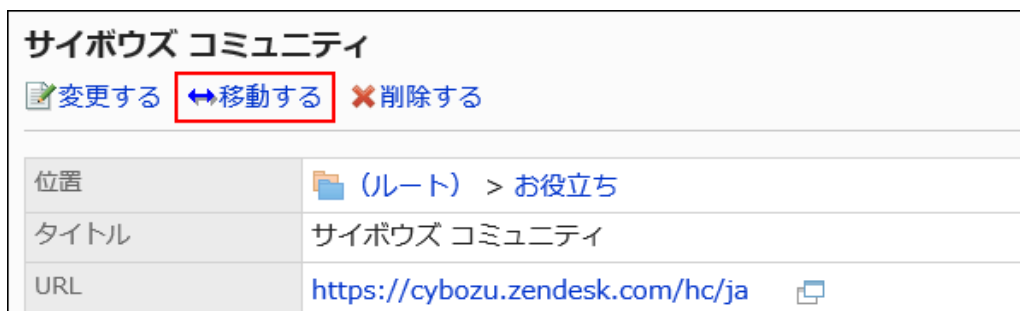 サイボウズ コミュニティ
変更する 移動する 削除する
位置 (ルート) > お役立ち
タイトル サイボウズ コミュニティ
URL https://cybozu.zendesk.com/hc/ja